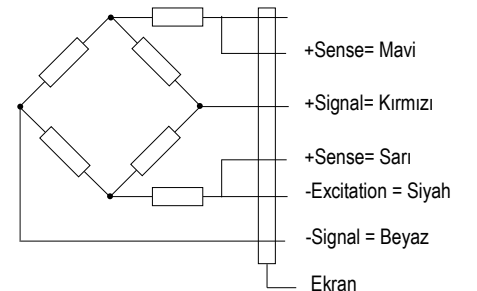 +Sense= Mavi
+Signal= Kırmızı
+Sense= Sarı
-Excitation = Siyah
-Signal = Beyaz
Ekran